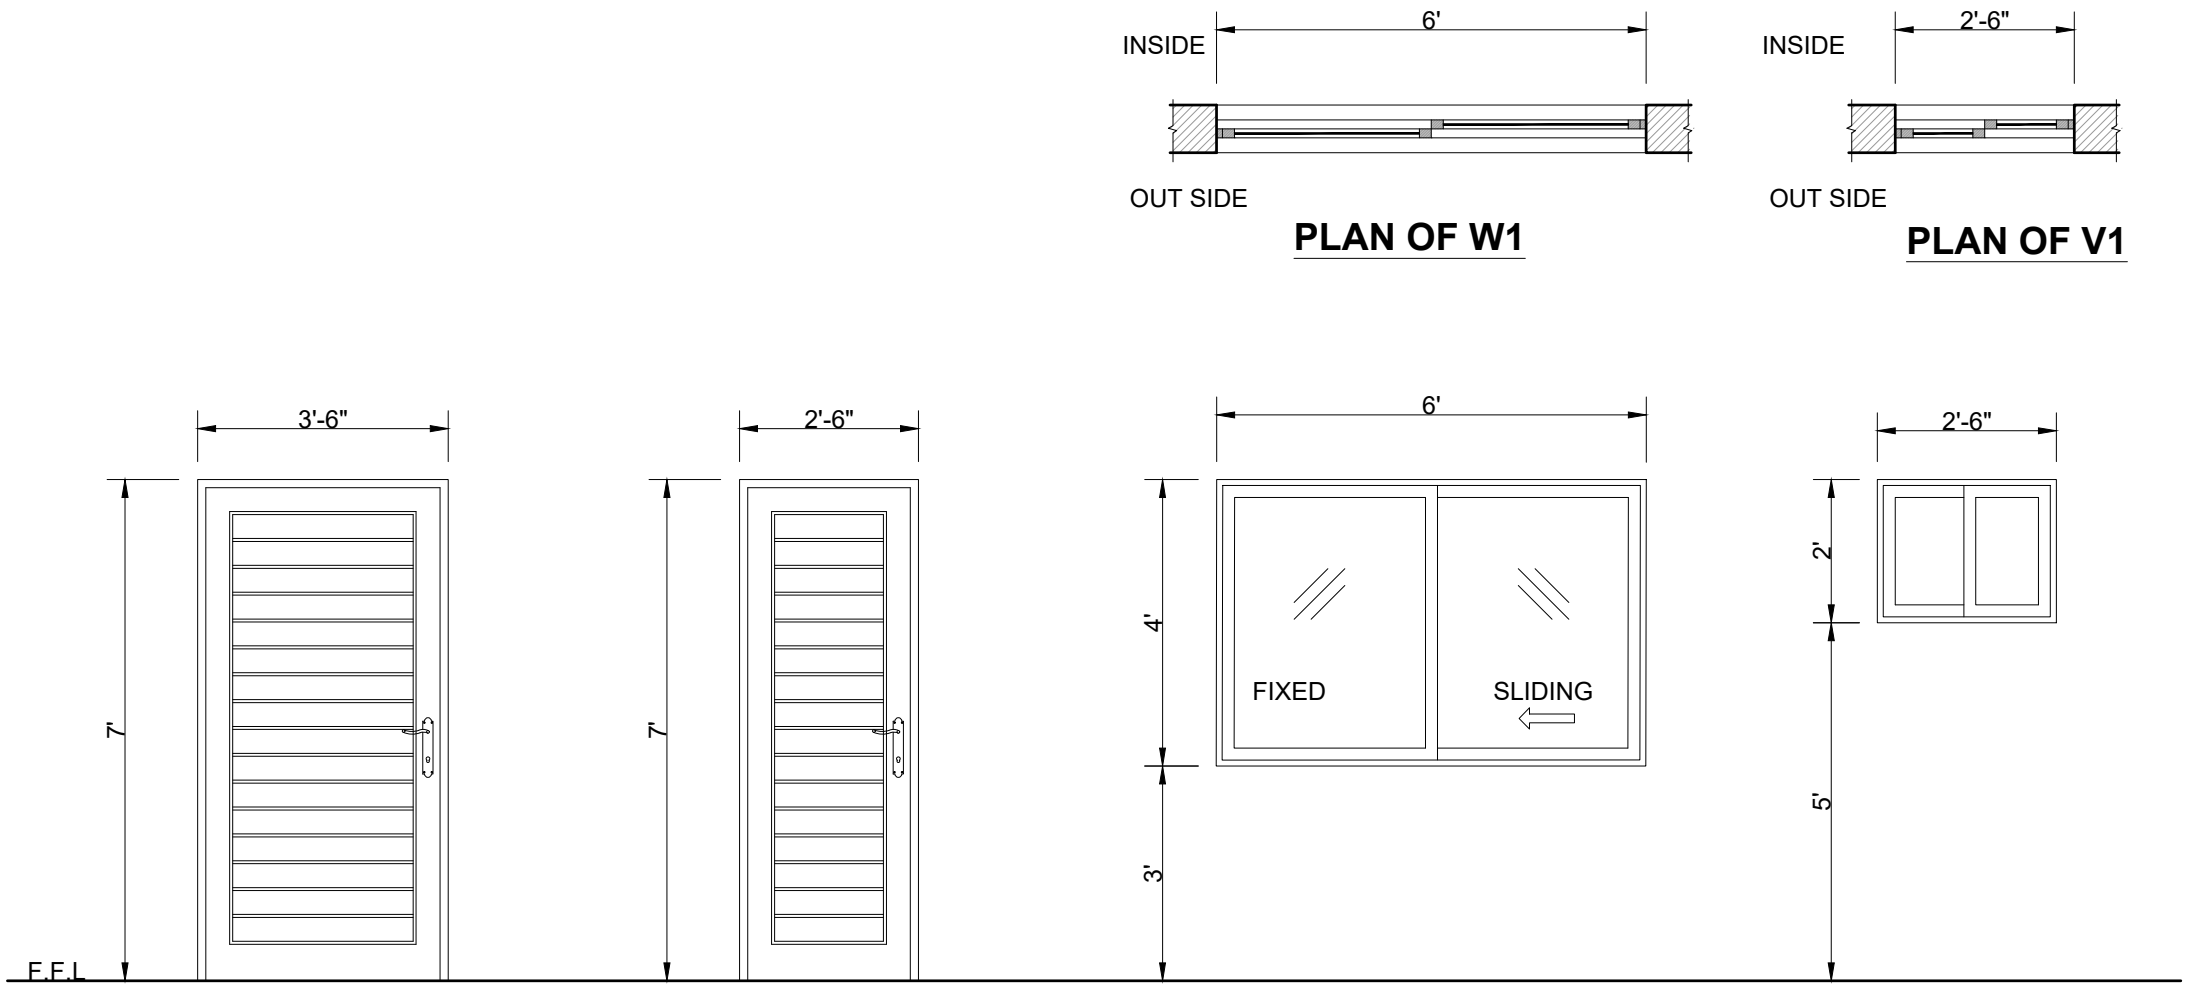 6'
2'-6"
INSIDE
INSIDE
OUT SIDE
OUT SIDE
PLAN OF W1
PLAN OF V1
3'-6"
2'-6"
6'
2'-6"
7'
7'
4'
2'
FIXED
SLIDING
3'
5'
F.F.L